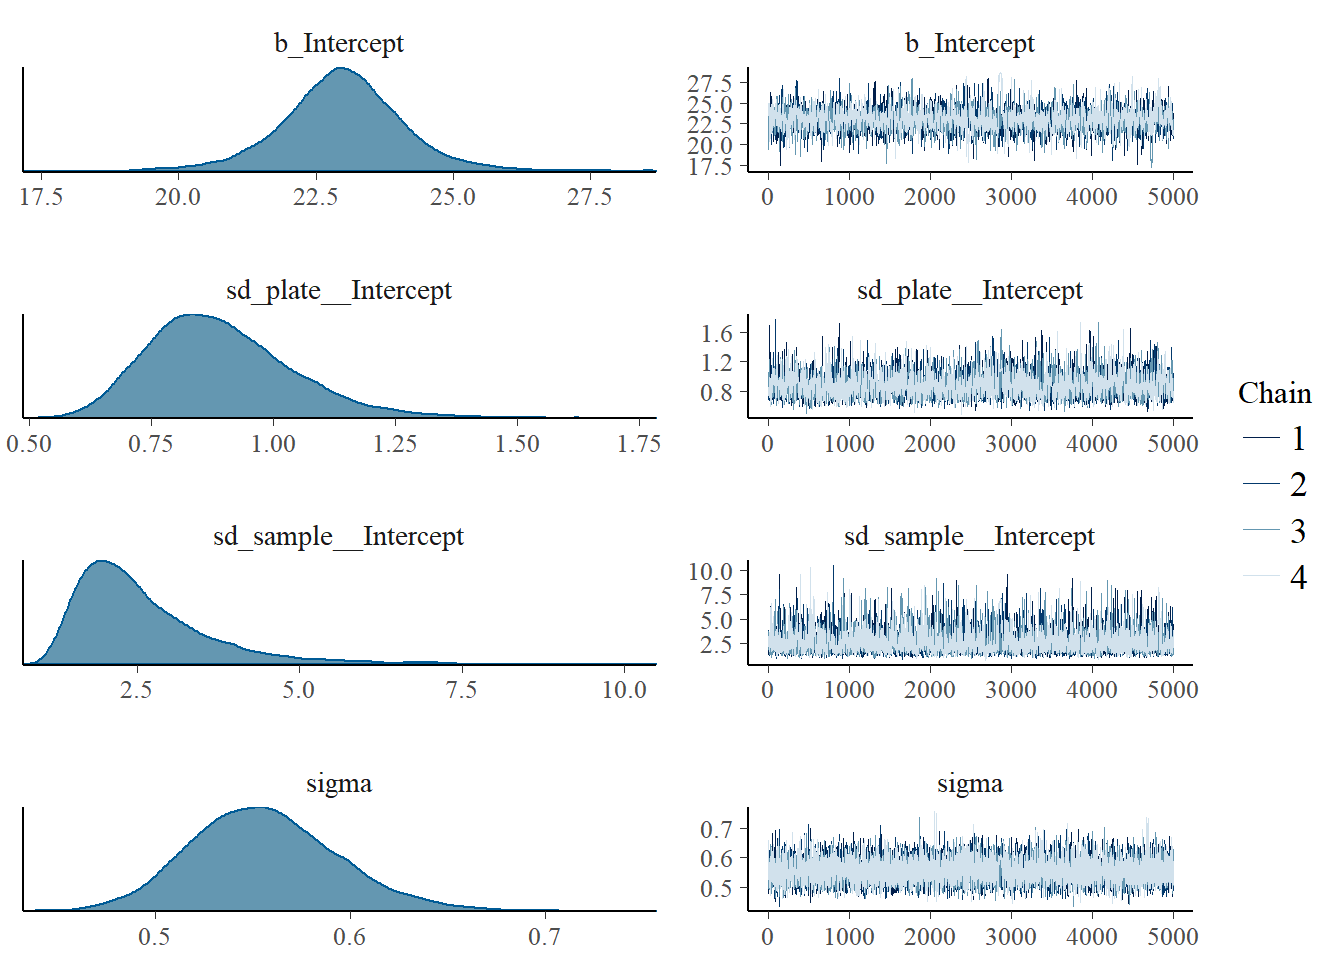 b_Intercept
17.5 20.0 22.5 25.0 27.5
b_Intercept
27.5
25.0
22.5
20.0
17.5
0 1000 2000 3000 4000 5000
sd_plate__Intercept
0.50 0.75 1.00 1.25 1.50 1.75
sd_plate__Intercept
1.6
1.2
0.8
0 1000 2000 3000 4000 5000
sd_sample__Intercept
2.5 5.0 7.5 10.0
sd_sample__Intercept
10.0
7.5
5.0
2.5
0 1000 2000 3000 4000 5000
sigma
0.5 0.6 0.7
sigma
0.7
0.6
0.5
0 1000 2000 3000 4000 5000
Chain
1
2
3
4